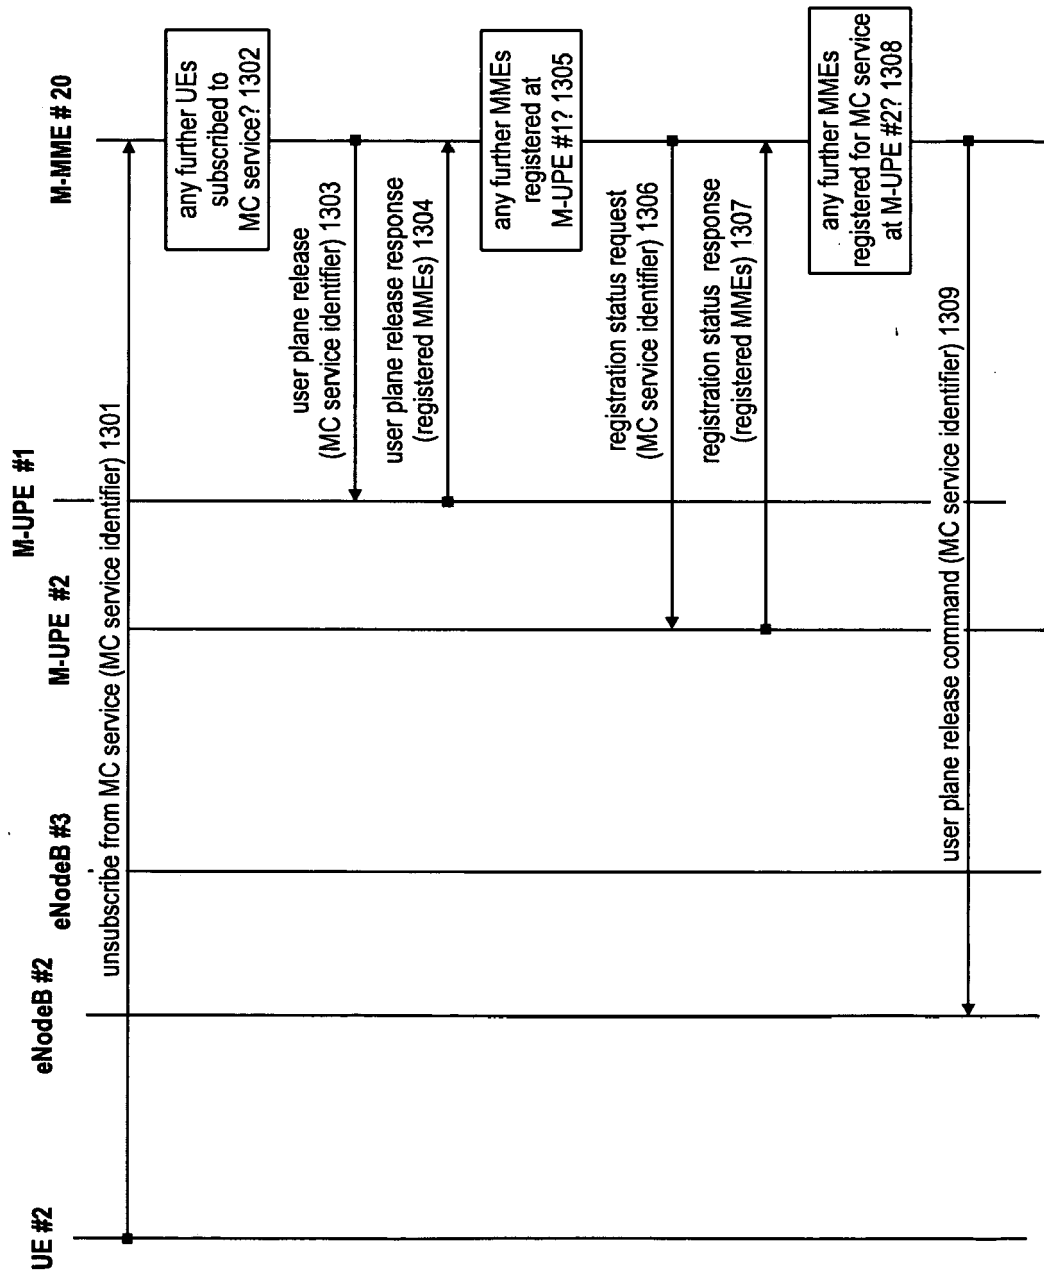 UE #2
eNodeB #2
eNodeB #3
M-UPE #2
M-UPE #1
M-MME # 20
unsubscribe from MC service (MC service identifier) 1301
any further UEs
subscribed to
MC service? 1302
user plane release
(MC service identifier) 1303
user plane release response
(registered MMEs) 1304
any further MMEs
registered at
M-UPE #1? 1305
registration status request
(MC service identifier) 1306
registration status response
(registered MMEs) 1307
any further MMEs
registered for MC service
at M-UPE #2? 1308
user plane release command (MC service identifier) 1309